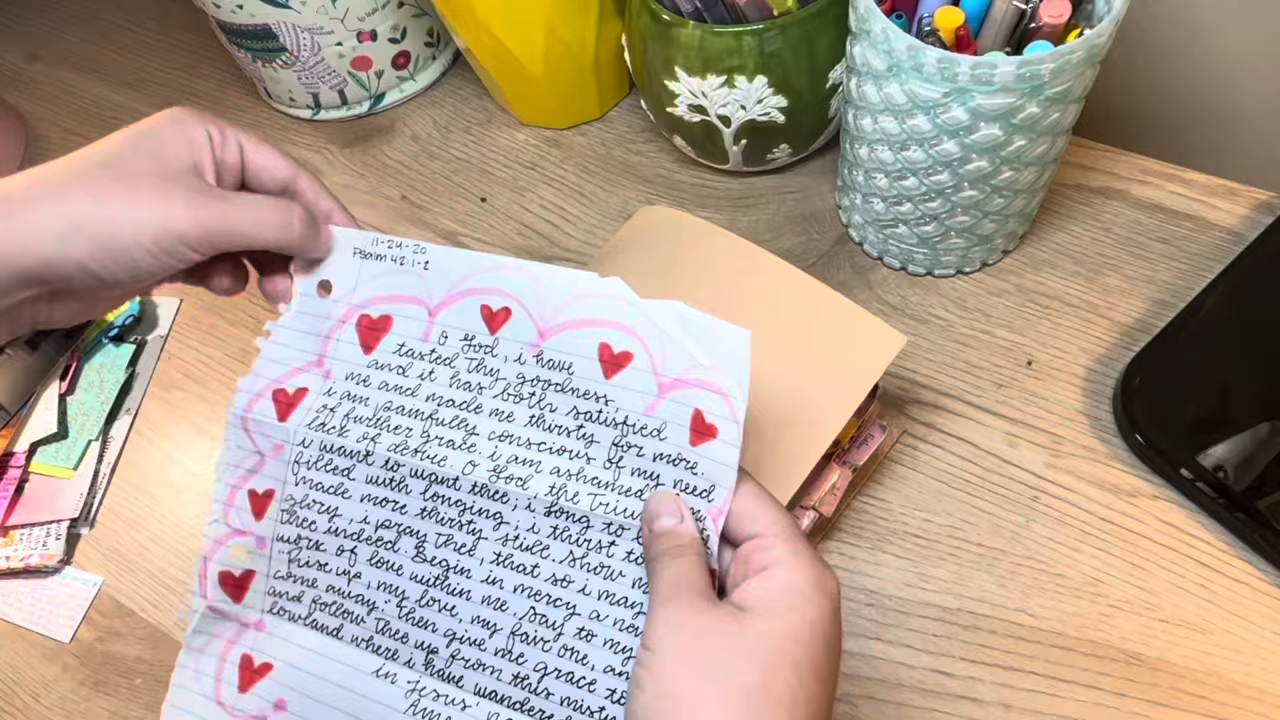 11-24-20
Psalm 42:1-2
O God, i have
tasted Thy goodness
and it has both satisfied
me and made me thirsty for more.
i am painfully conscious of my need
of further grace. i am ashamed my
lack of desire. O God, the Triune
i want to want thee; i long to
filled with longing; i thirst to
made more thirsty still. Show
glory, i pray Thee, that so i may
thee indeed. Begin in mercy a new
work of love within me. Say to my
"Rise up, my love, my fair one, an
come away." Then give me grace to
and follow Thee up from this misty
lowland where i have wandered
in Jesus'